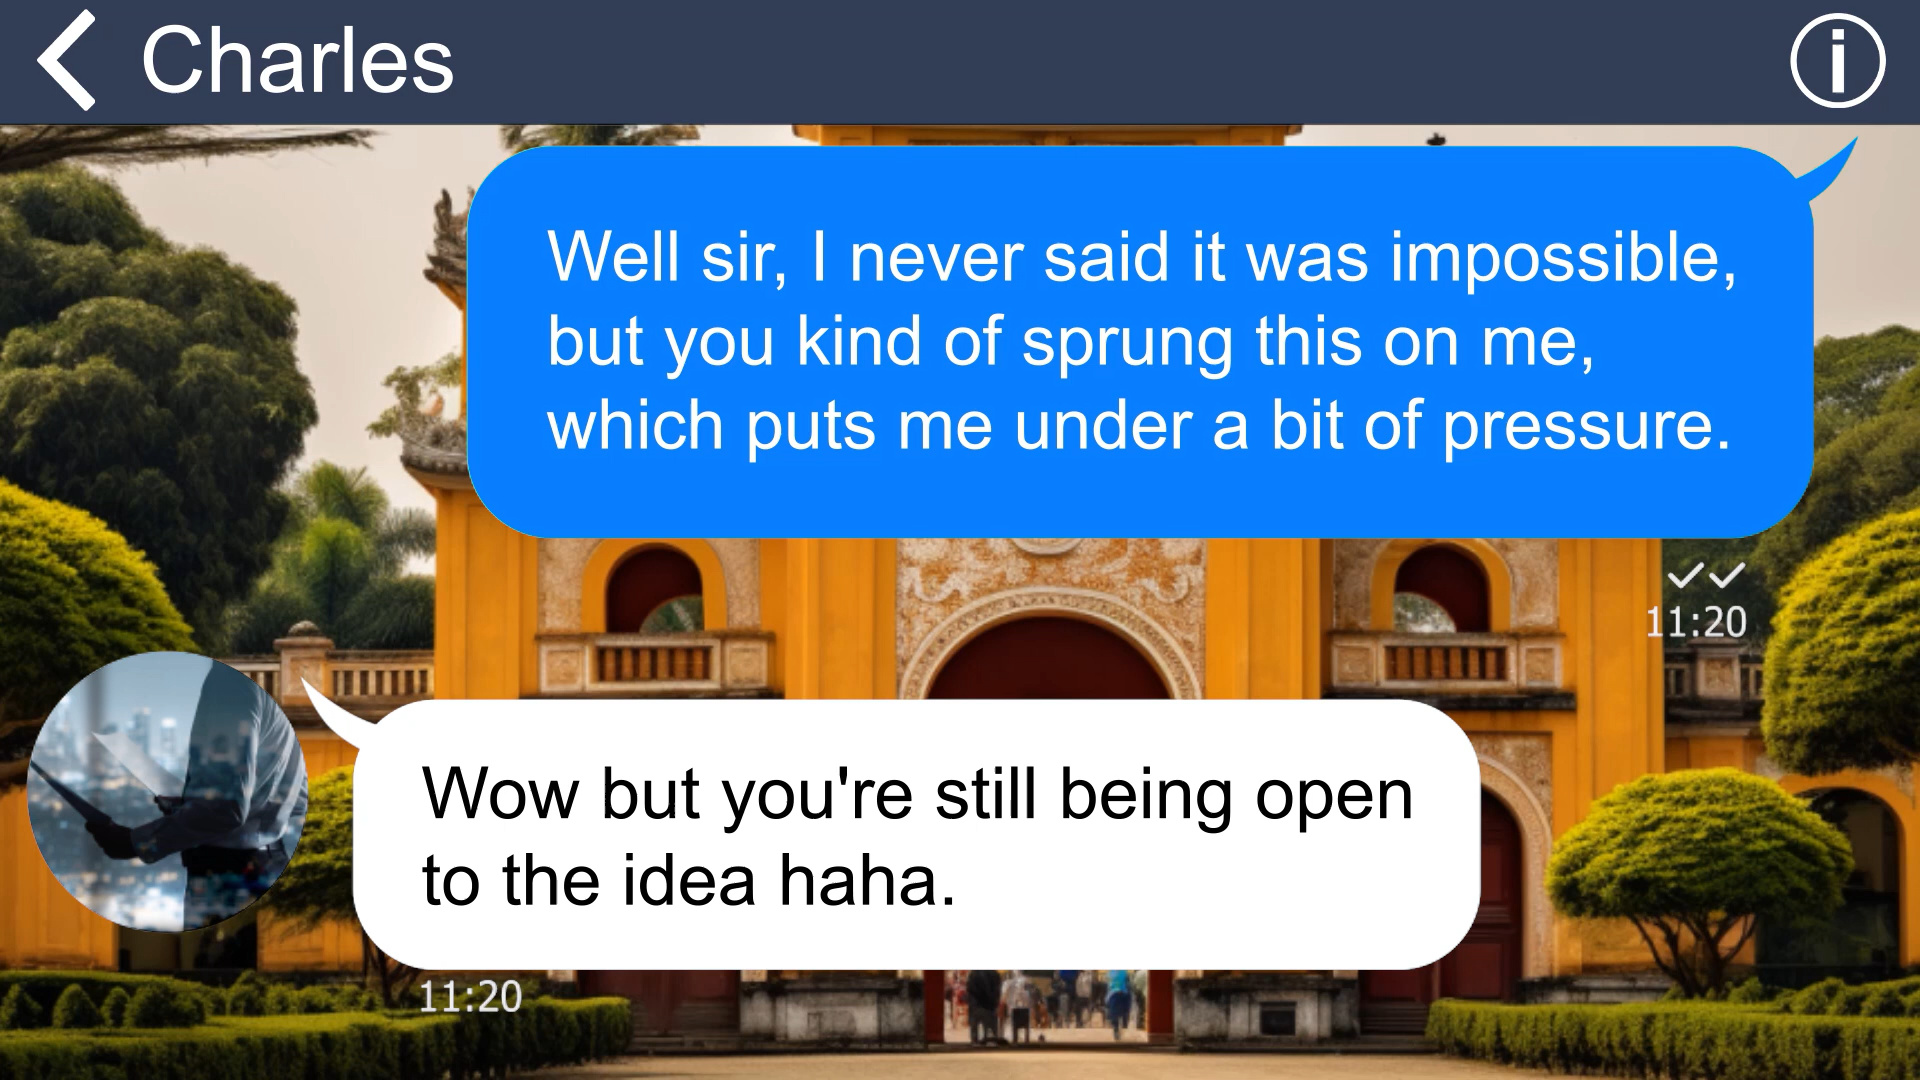 Charles
Well sir, I never said it was impossible,
but you kind of sprung this on me,
which puts me under a bit of pressure.
11:20
Wow but you're still being open
to the idea haha.
11:20